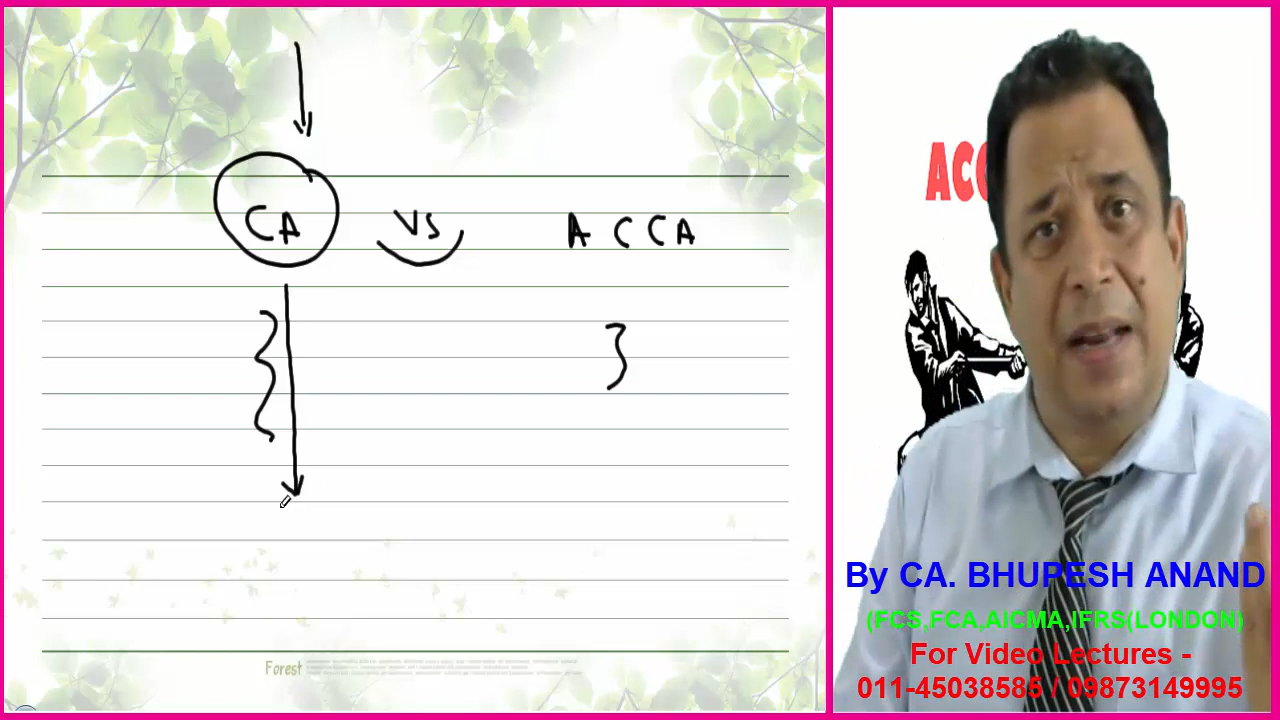 CA VS ACCA
Forest
ACC
By CA. BHUPESH ANAND
(FCS,FCA,AICMA,IFRS(LONDON)
For Video Lectures -
011-45038585 / 09873149995